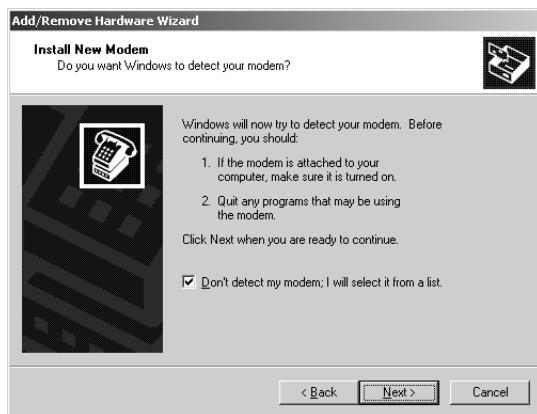 Add/Remove Hardware Wizard
Install New Modem
Do you want Windows to detect your modem?
Windows will now try to detect your modem. Before
continuing, you should:
1. If the modem is attached to your
computer, make sure it is turned on.
2. Quit any programs that may be using
the modem.
Click Next when you are ready to continue.
Don't detect my modem; I will select it from a list.
< Back
Next >
Cancel